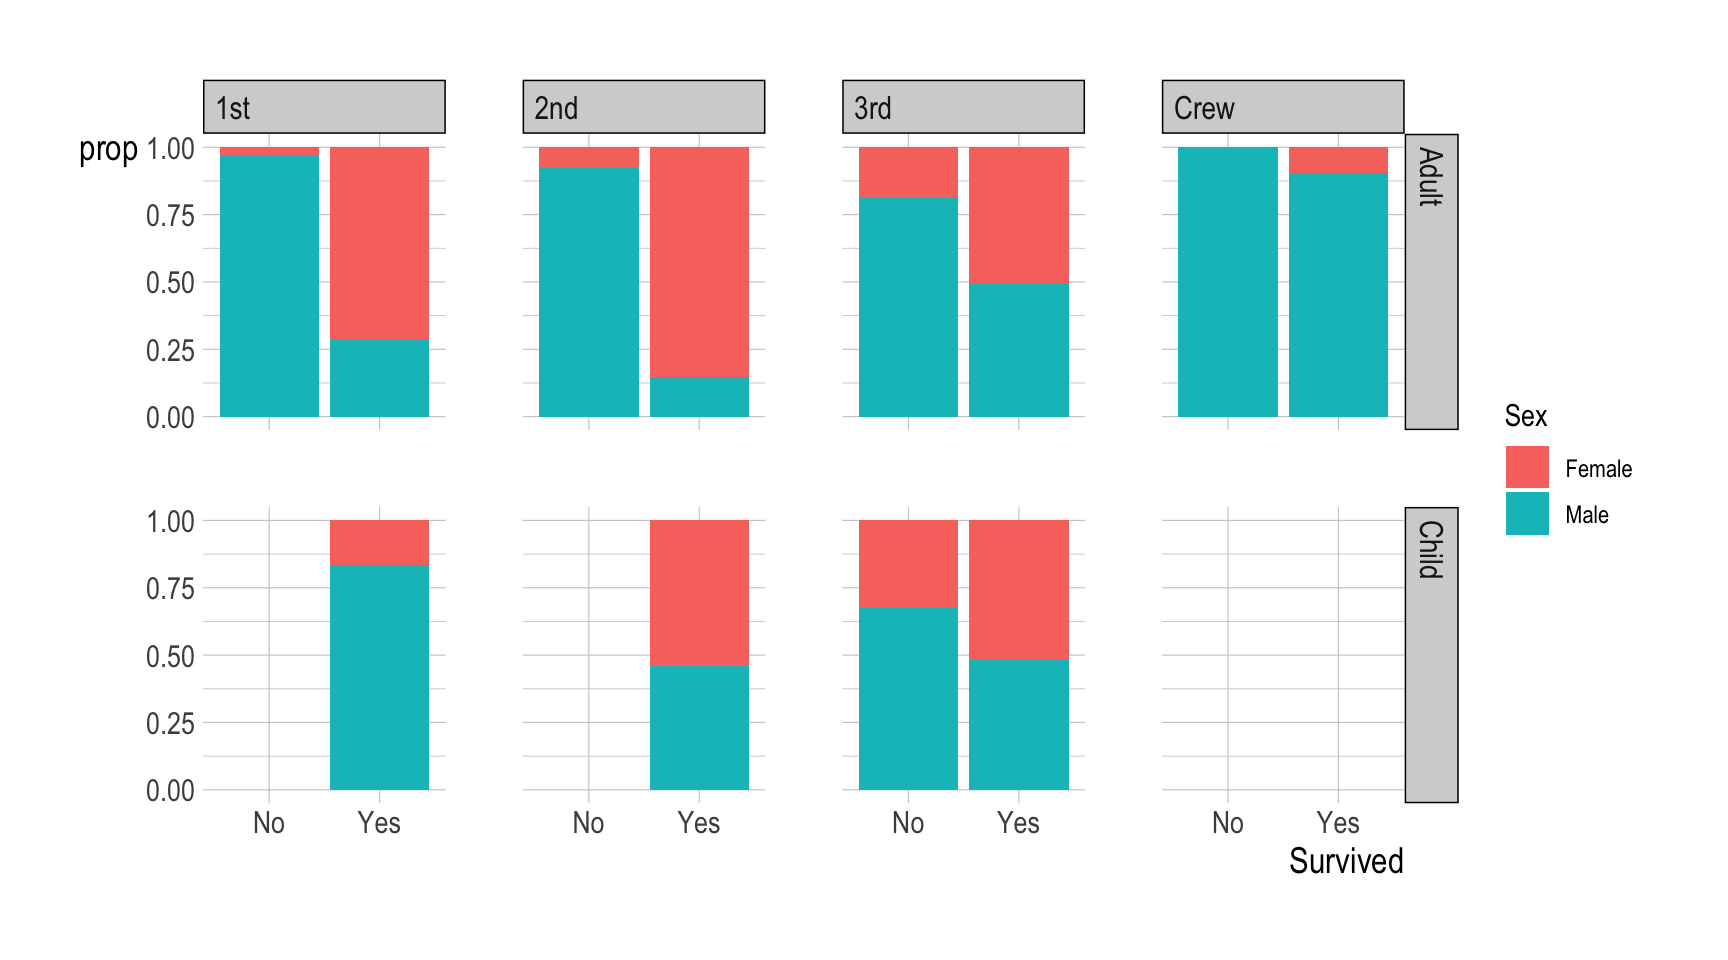 1st 2nd 3rd Crew
prop 1.00
0.75
0.50
0.25
0.00
Adult
1.00
0.75
0.50
0.25
0.00
Child
No Yes No Yes No Yes No Yes
Survived
Sex
Female
Male